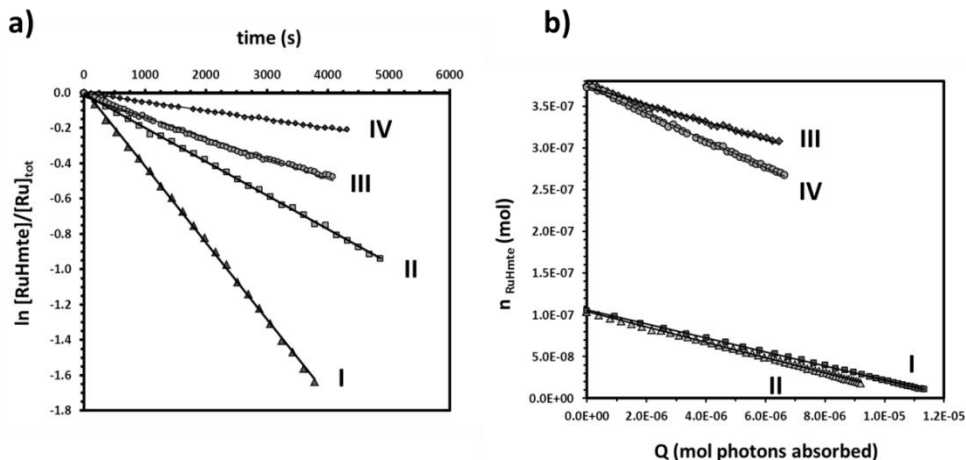 a)
time (s)
0 1000 2000 3000 4000 5000 6000
0.0
-0.2
-0.4
-0.6
-0.8
-1.0
-1.2
-1.4
-1.6
-1.8
ln [RuHmte]/[Ru]tot
IV
III
II
I
b)
3.5E-07
3.0E-07
2.5E-07
2.0E-07
1.5E-07
1.0E-07
5.0E-08
0.0E+00
n RuHmte (mol)
III
IV
I
II
0.0E+00 2.0E-06 4.0E-06 6.0E-06 8.0E-06 1.0E-05 1.2E-05
Q (mol photons absorbed)